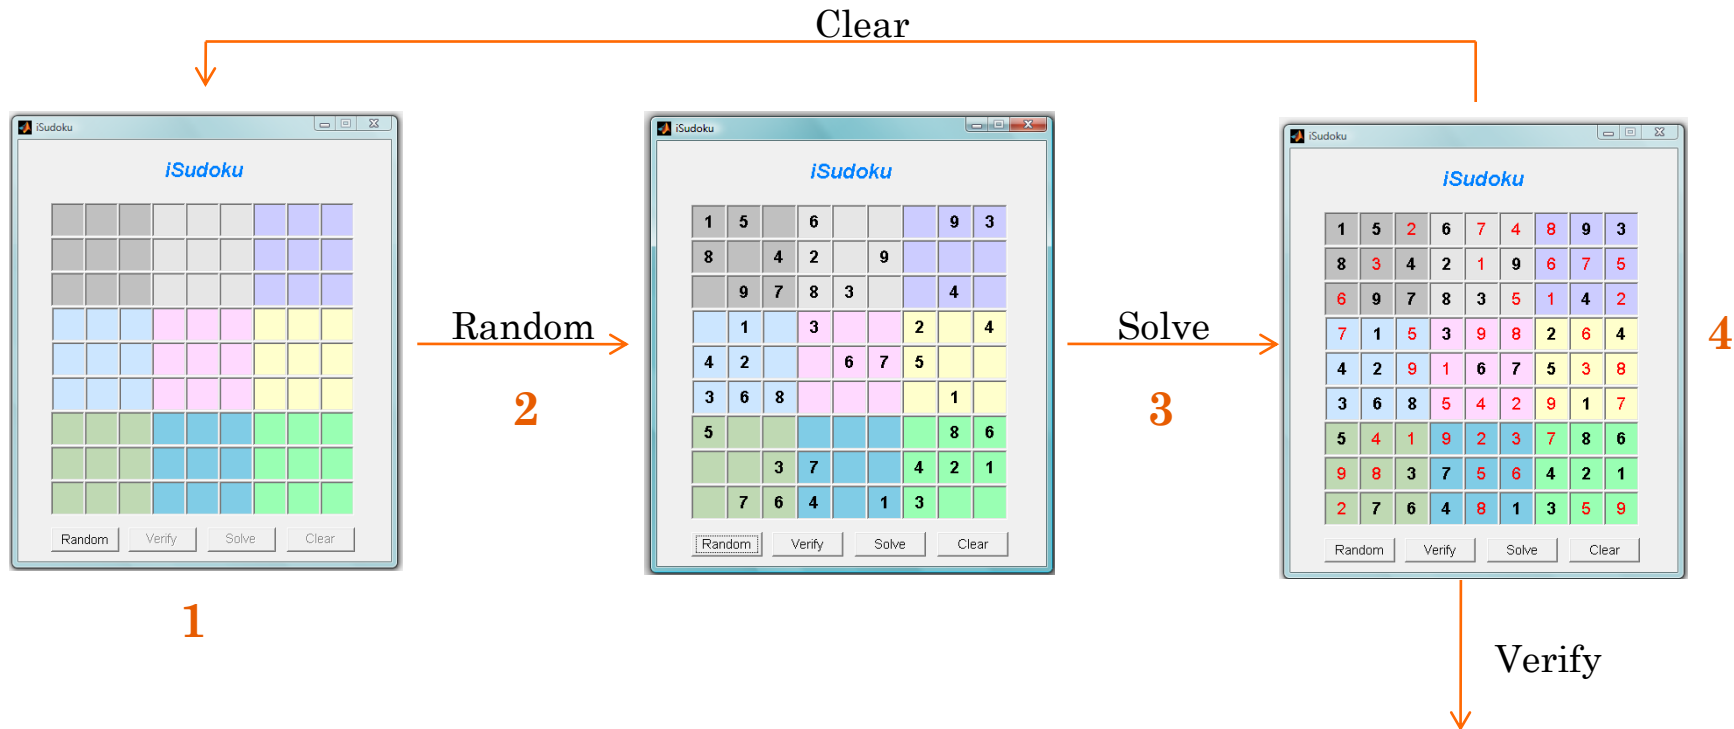 Clear
iSudoku
iSudoku
Random Verify Solve Clear
1
Random
2
iSudoku
iSudoku
1 5 6 9 3
8 4 2 9
9 7 8 3 4
1 3 2 4
4 2 6 7 5
3 6 8 1
5 8 6
3 7 4 2 1
7 6 4 1 3
Random Verify Solve Clear
Solve
3
iSudoku
iSudoku
1 5 2 6 7 4 8 9 3
8 3 4 2 1 9 6 7 5
6 9 7 8 3 5 1 4 2
7 1 5 3 9 8 2 6 4
4 2 9 1 6 7 5 3 8
3 6 8 5 4 2 9 1 7
5 4 1 9 2 3 7 8 6
9 8 3 7 5 6 4 2 1
2 7 6 4 8 1 3 5 9
Random Verify Solve Clear
4
Verify